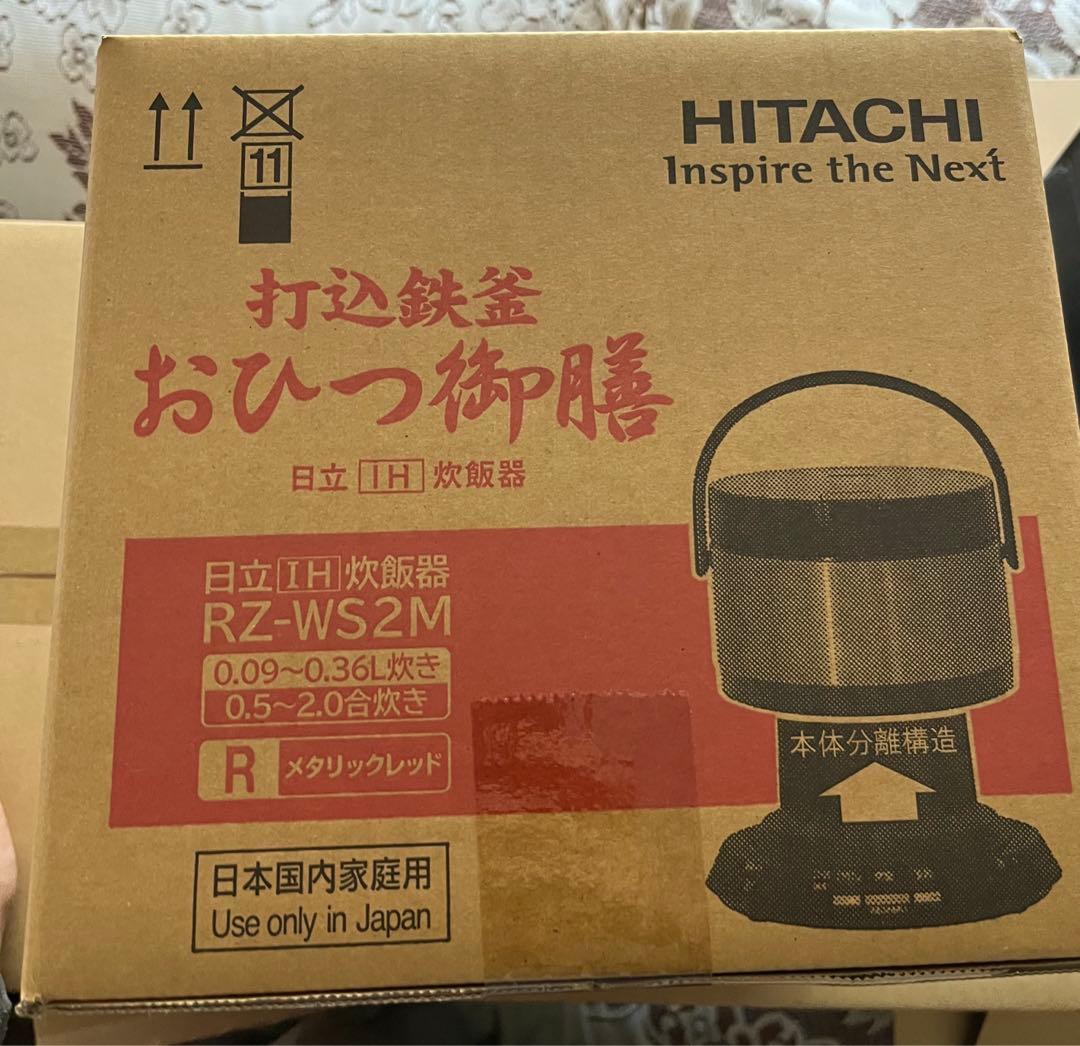 11
HITACHI
Inspire the Next
打込鉄釜
おひつ御膳
日立 IH 炊飯器
日立IH炊飯器
RZ-WS2M
0.09～0.36L炊き
0.5～2.0合炊き
R メタリックレッド
本体分離構造
日本国内家庭用
Use only in Japan